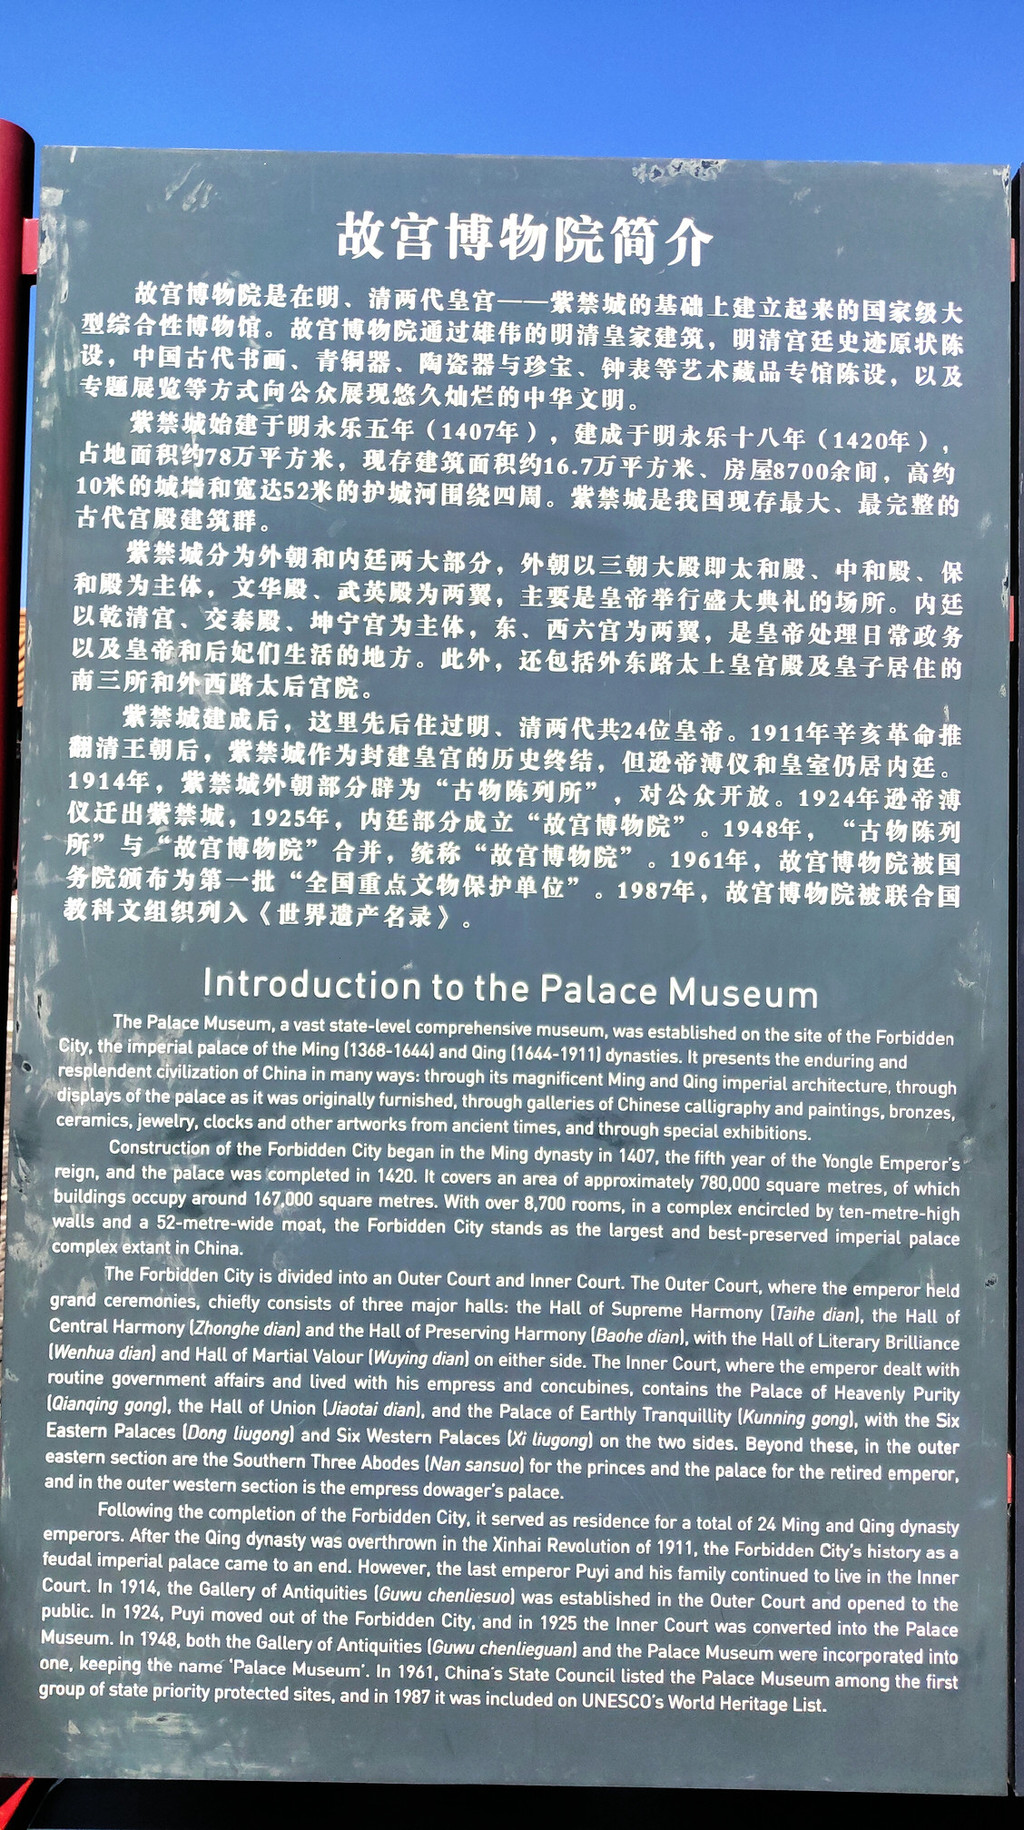 故宫博物院简介
故宫博物院是在明、清两代皇宫——紫禁城的基础上建立起来的国家级大
型综合性博物馆。故宫博物院通过雄伟的明清皇家建筑，明清宫廷史迹原状陈
设，中国古代书画、青铜器、陶瓷器与珍宝、钟表等艺术藏品专馆陈设，以及
专题展览等方式向公众展现悠久灿烂的中华文明。
紫禁城始建于明永乐五年（1407年），建成于明永乐十八年（1420年），
占地面积约78万平方米，现存建筑面积约16.7万平方米、房屋8700余间，高约
10米的城墙和宽达52米的护城河围绕四周。紫禁城是我国现存最大、最完整的
古代宫殿建筑群。
紫禁城分为外朝和内廷两大部分，外朝以三朝大殿即太和殿、中和殿、保
和殿为主体，文华殿、武英殿为两翼，主要是皇帝举行盛大典礼的场所。内廷
以乾清宫、交泰殿、坤宁宫为主体，东、西六宫为两翼，是皇帝处理日常政务
以及皇帝和后妃们生活的地方。此外，还包括外东路太上皇宫殿及皇子居住的
南三所和外西路太后宫院。
紫禁城建成后，这里先后住过明、清两代共24位皇帝。1911年辛亥革命推
翻清王朝后，紫禁城作为封建皇宫的历史终结，但逊帝溥仪和皇室仍居内廷。
1914年，紫禁城外朝部分辟为“古物陈列所”，对公众开放。1924年逊帝溥
仪迁出紫禁城，1925年，内廷部分成立“故宫博物院”。1948年，“古物陈列
所”与“故宫博物院”合并，统称“故宫博物院”。1961年，故宫博物院被国
务院颁布为第一批“全国重点文物保护单位”。1987年，故宫博物院被联合国
教科文组织列入《世界遗产名录》。
Introduction to the Palace Museum
The Palace Museum, a vast state-level comprehensive museum, was established on the site of the Forbidden
City, the imperial palace of the Ming (1368-1644) and Qing (1644-1911) dynasties. It presents the enduring and
resplendent civilization of China in many ways: through its magnificent Ming and Qing imperial architecture, through
displays of the palace as it was originally furnished, through galleries of Chinese calligraphy and paintings, bronzes,
ceramics, jewelry, clocks and other artworks from ancient times, and through special exhibitions.
Construction of the Forbidden City began in the Ming dynasty in 1407, the fifth year of the Yongle Emperor's
reign, and the palace was completed in 1420. It covers an area of approximately 780,000 square metres, of which
buildings occupy around 167,000 square metres. With over 8,700 rooms, in a complex encircled by ten-metre-high
walls and a 52-metre-wide moat, the Forbidden City stands as the largest and best-preserved imperial palace
complex extant in China.
The Forbidden City is divided into an Outer Court and Inner Court. The Outer Court, where the emperor held
grand ceremonies, chiefly consists of three major halls: the Hall of Supreme Harmony (Taihe dian), the Hall of
Central Harmony (Zhonghe dian) and the Hall of Preserving Harmony (Baohe dian), with the Hall of Literary Brilliance
(Wenhua dian) and Hall of Martial Valour (Wuying dian) on either side. The Inner Court, where the emperor dealt with
routine government affairs and lived with his empress and concubines, contains the Palace of Heavenly Purity
(Qianqing gong), the Hall of Union (Jiaotai dian), and the Palace of Earthly Tranquillity (Kunning gong), with the Six
Eastern Palaces (Dong liugong) and Six Western Palaces (Xi liugong) on the two sides. Beyond these, in the outer
eastern section are the Southern Three Abodes (Nan sansuo) for the princes and the palace for the retired emperor,
and in the outer western section is the empress dowager's palace.
Following the completion of the Forbidden City, it served as residence for a total of 24 Ming and Qing dynasty
emperors. After the Qing dynasty was overthrown in the Xinhai Revolution of 1911, the Forbidden City's history as a
feudal imperial palace came to an end. However, the last emperor Puyi and his family continued to live in the Inner
Court. In 1914, the Gallery of Antiquities (Guwu chenliesuo) was established in the Outer Court and opened to the
public. In 1924, Puyi moved out of the Forbidden City, and in 1925 the Inner Court was converted into the Palace
Museum. In 1948, both the Gallery of Antiquities (Guwu chenlieguan) and the Palace Museum were incorporated into
one, keeping the name 'Palace Museum'. In 1961, China's State Council listed the Palace Museum among the first
group of state priority protected sites, and in 1987 it was included on UNESCO's World Heritage List.